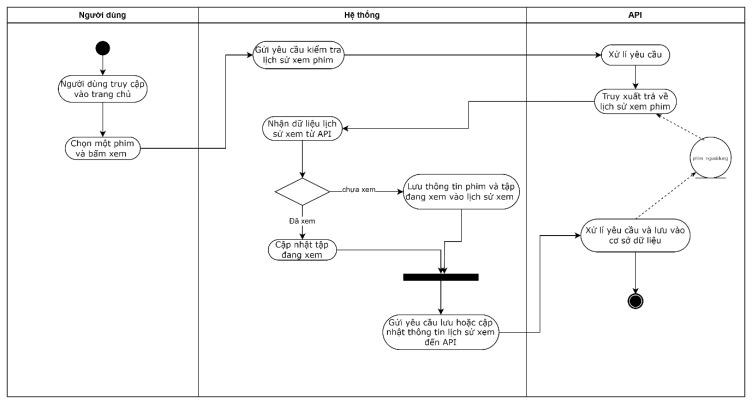 Người dùng
Hệ thống
API
Người dùng truy cập
vào trang chủ
Chọn một phim
và bấm xem
Gửi yêu cầu kiểm tra
lịch sử xem phim
Xử lí yêu cầu
Truy xuất trả về
lịch sử xem phim
Nhận dữ liệu lịch
sử xem từ API
phim_nguoidung
chưa xem
Lưu thông tin phim và tập
đang xem vào lịch sử xem
Đã xem
Cập nhật tập
đang xem
Xử lí yêu cầu và lưu vào
cơ sở dữ liệu
Gửi yêu cầu lưu hoặc cập
nhật thông tin lịch sử xem
đến API